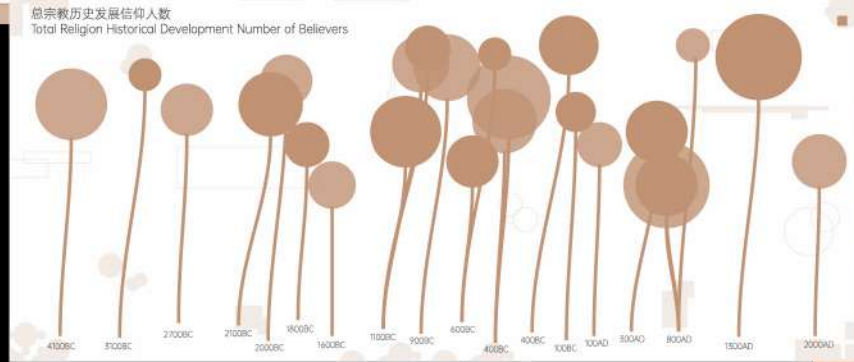 总宗教历史发展信仰人数
Total Religion Historical Development Number of Believers
4100BC
3100BC
2700BC
2100BC
2000BC
1800BC
1600BC
1100BC
900BC
600BC
400BC
400BC
100BC
100AD
300AD
800AD
1300AD
2000AD